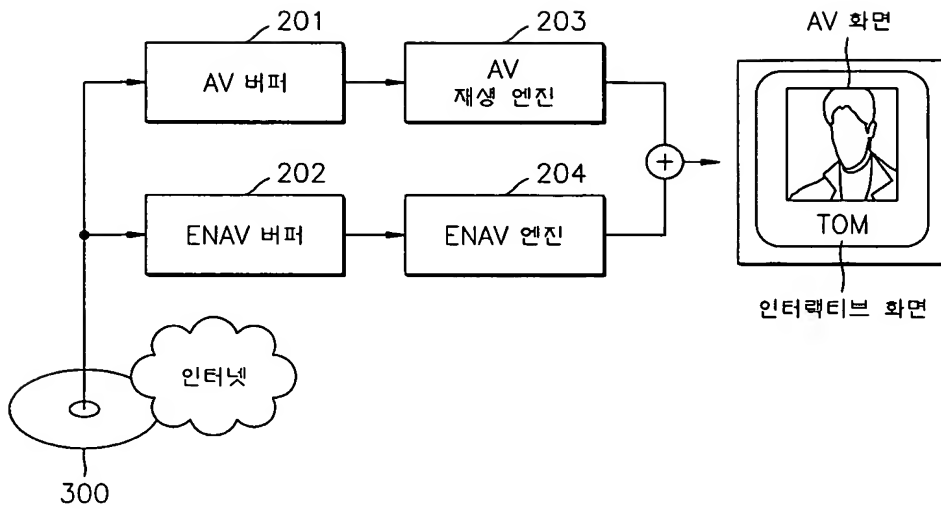 201
203
AV 화면
AV 버퍼
AV
재생 엔진
+
202
204
ENAV 버퍼
ENAV 엔진
TOM
인터랙티브 화면
인터넷
300